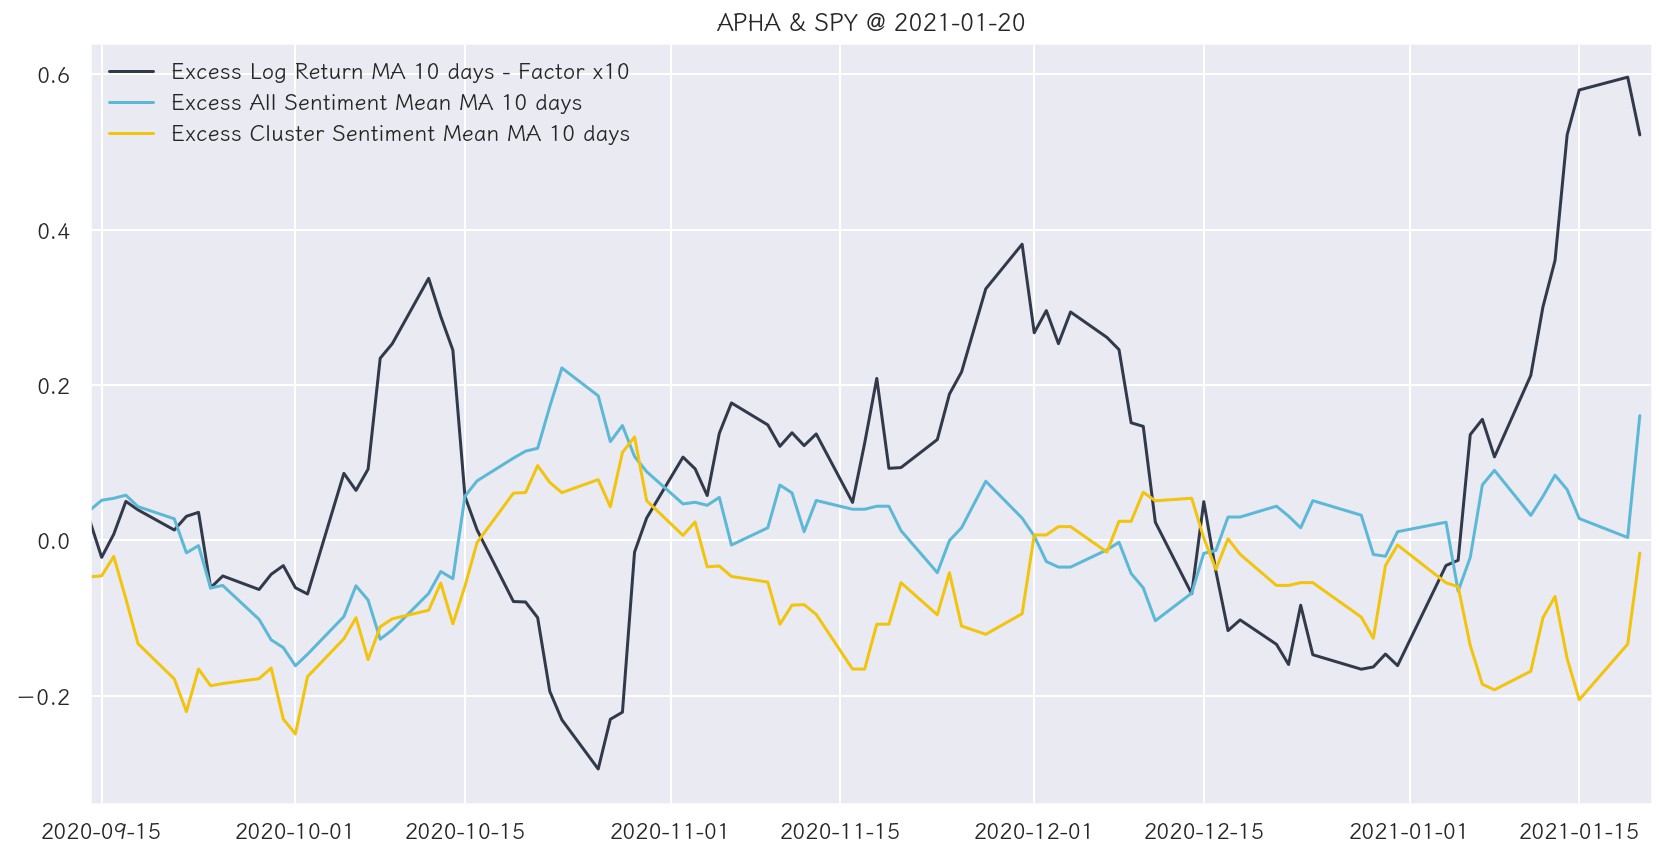 APHA & SPY @ 2021-01-20
Excess Log Return MA 10 days - Factor x10
Excess All Sentiment Mean MA 10 days
Excess Cluster Sentiment Mean MA 10 days
0.6
0.4
0.2
0.0
−0.2
2020-09-15 2020-10-01 2020-10-15 2020-11-01 2020-11-15 2020-12-01 2020-12-15 2021-01-01 2021-01-15